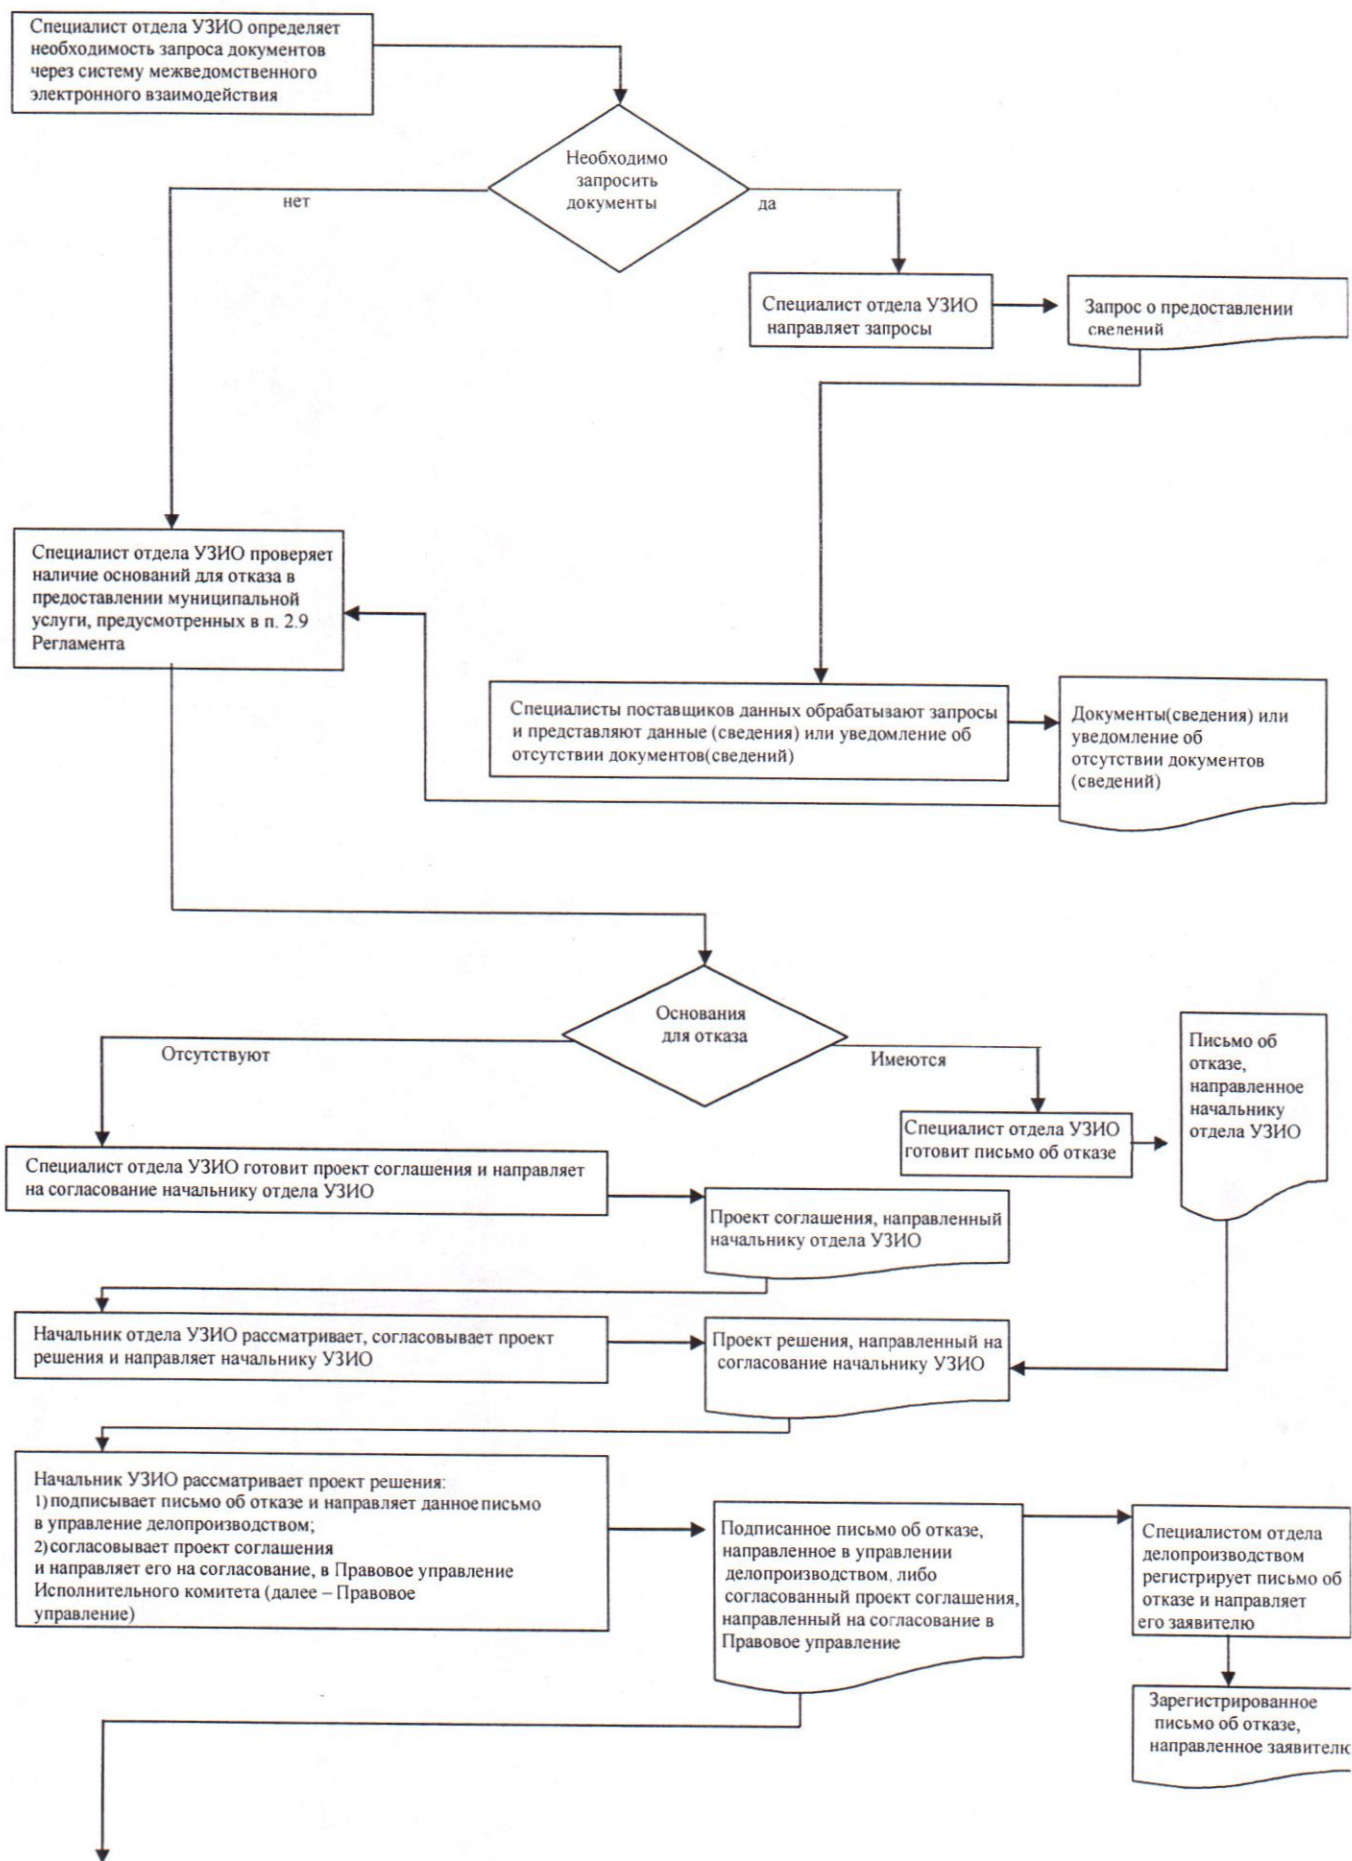 Специалист отдела УЗИО определяет
необходимость запроса документов
через систему межведомственного
электронного взаимодействия
Необходимо
запросить
документы
нет
да
Специалист отдела УЗИО
направляет запросы
Запрос о предоставлении
сведений
Специалист отдела УЗИО проверяет
наличие оснований для отказа в
предоставлении муниципальной
услуги, предусмотренных в п. 2.9
Регламента
Специалисты поставщиков данных обрабатывают запросы
и представляют данные (сведения) или уведомление об
отсутствии документов(сведений)
Документы(сведения) или
уведомление об
отсутствии документов
(сведений)
Основания
для отказа
Отсутствуют
Имеются
Письмо об
отказе,
направленное
начальнику
отдела УЗИО
Специалист отдела УЗИО
готовит письмо об отказе
Специалист отдела УЗИО готовит проект соглашения и направляет
на согласование начальнику отдела УЗИО
Проект соглашения, направленный
начальнику отдела УЗИО
Начальник отдела УЗИО рассматривает, согласовывает проект
решения и направляет начальнику УЗИО
Проект решения, направленный на
согласование начальнику УЗИО
Начальник УЗИО рассматривает проект решения:
1)подписывает письмо об отказе и направляет данное письмо
в управление делопроизводством;
2)согласовывает проект соглашения
и направляет его на согласование, в Правовое управление
Исполнительного комитета (далее – Правовое
управление)
Подписанное письмо об отказе,
направленное в управлении
делопроизводством, либо
согласованный проект соглашения,
направленный на согласование в
Правовое управление
Специалистом отдела
делопроизводством
регистрирует письмо об
отказе и направляет
его заявителю
Зарегистрированное
письмо об отказе,
направленное заявителю